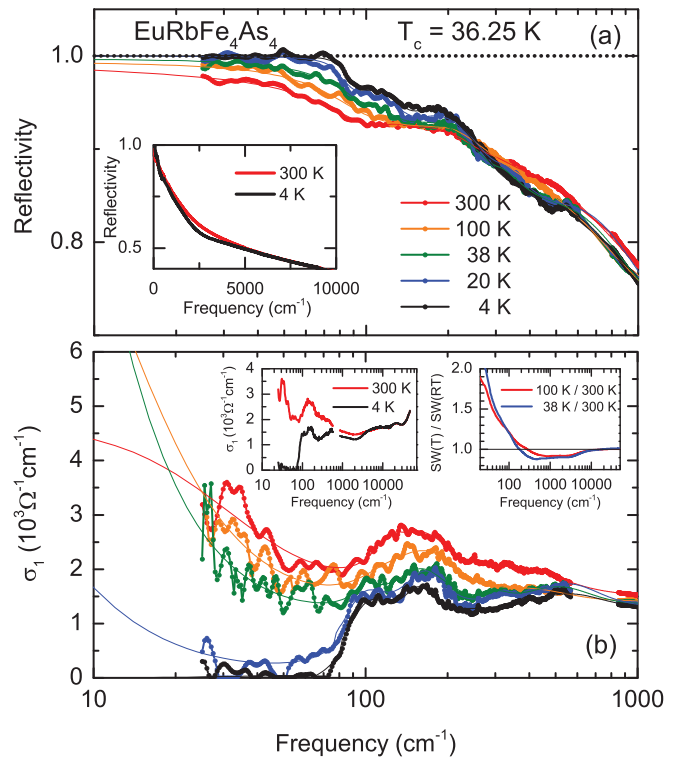 EuRbFe4As4 Tc = 36.25 K (a)
1.0
0.8
Reflectivity
1.0
0.5
Reflectivity
300 K
4 K
0 5000 10000
Frequency (cm-1)
300 K
100 K
38 K
20 K
4 K
6
5
4
3
2
1
0
σ1 (10³Ω-1cm-1)
4
3
2
1
0
σ1 (10³Ω-1cm-1)
300 K
4 K
100 1000 10000
Frequency (cm-1)
2.0
1.5
1.0
SW(T) / SW(RT)
100 K / 300 K
38 K / 300 K
100 1000 10000
Frequency (cm-1)
(b)
10 100 1000
Frequency (cm-1)